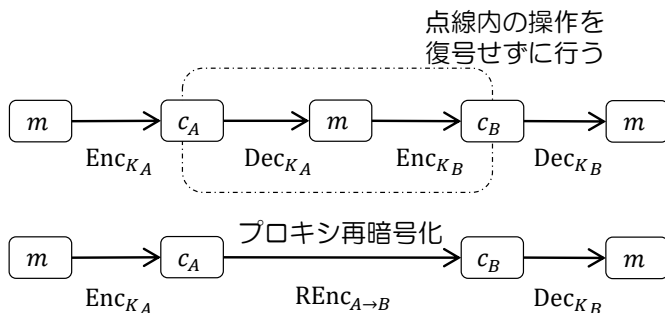 点線内の操作を
復号せずに行う
m c_A m c_B m
Enc_{K_A} Dec_{K_A} Enc_{K_B} Dec_{K_B}
プロキシ再暗号化
m c_A c_B m
Enc_{K_A} REnc_{A→B} Dec_{K_B}